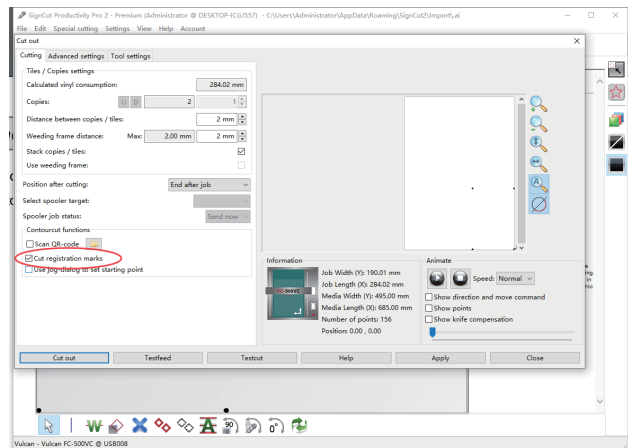 SignCut Productivity Pro 2 - Premium (Administrator @ DESKTOP-ICGJ557) - C:\Users\Administrator\AppData\Roaming\SignCut2\Import\.ai
File Edit Special cutting Settings View Help Account
Cut out
Cutting Advanced settings Tool settings
Tiles / Copies settings
Calculated vinyl consumption: 284.02 mm
Copies: U D 2 1
Distance between copies / tiles: 2 mm
Weeding frame distance: Max: 2.00 mm 2 mm
Stack copies / tiles:
Use weeding frame:
Position after cutting: End after job
Select spooler target:
Spooler job status: Send now
Contourcut functions
Scan QR-code
Cut registration marks
Use jog-dialog to set starting point
Information
FC-500VC
Job Width (Y): 190.01 mm
Job Length (X): 284.02 mm
Media Width (Y): 495.00 mm
Media Length (X): 685.00 mm
Number of points: 156
Position: 0.00 , 0.00
Animate
Speed: Normal
Show direction and move command
Show points
Show knife compensation
Cut out Testfeed Testcut Help Apply Close
W A 90 0°
Vulcan - Vulcan FC-500VC @ USB008